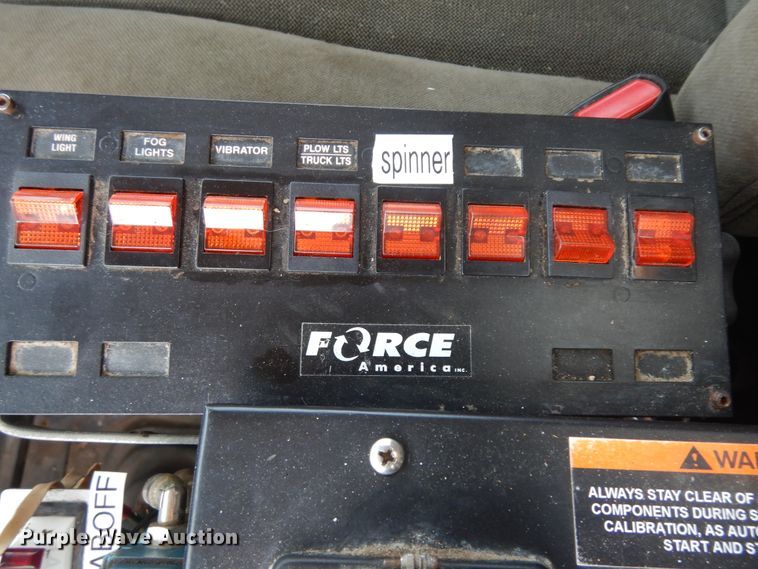 WING
LIGHT
FOG
LIGHTS
VIBRATOR
PLOW LTS
TRUCK LTS
spinner
FORCE
America INC.
WA
ALWAYS STAY CLEAR OF
COMPONENTS DURING S
CALIBRATION, AS AUTO
START AND ST
OFF
Purple Wave Auction